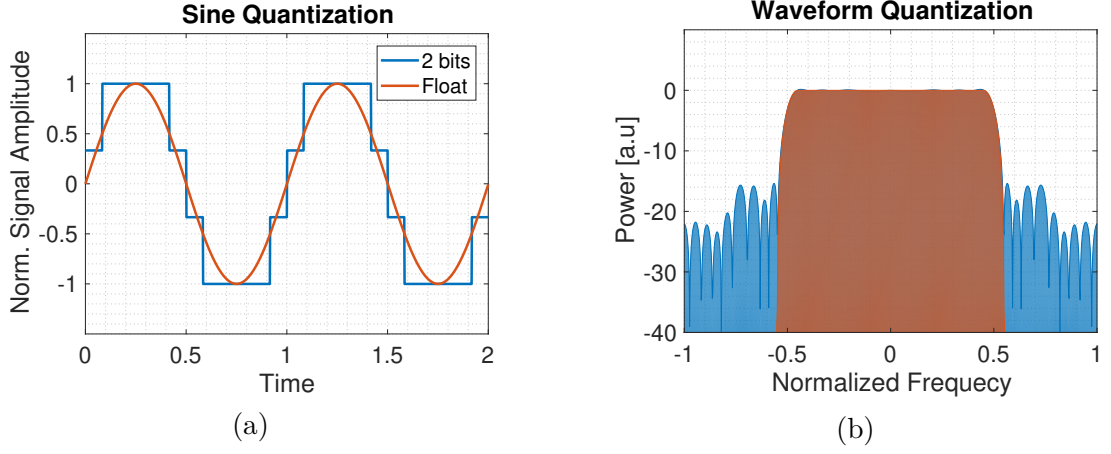 Sine Quantization
Norm. Signal Amplitude
1
0.5
0
-0.5
-1
2 bits
Float
0
0.5
1
1.5
2
Time
(a)
Waveform Quantization
Power [a.u]
0
-10
-20
-30
-40
-1
-0.5
0
0.5
1
Normalized Frequecy
(b)